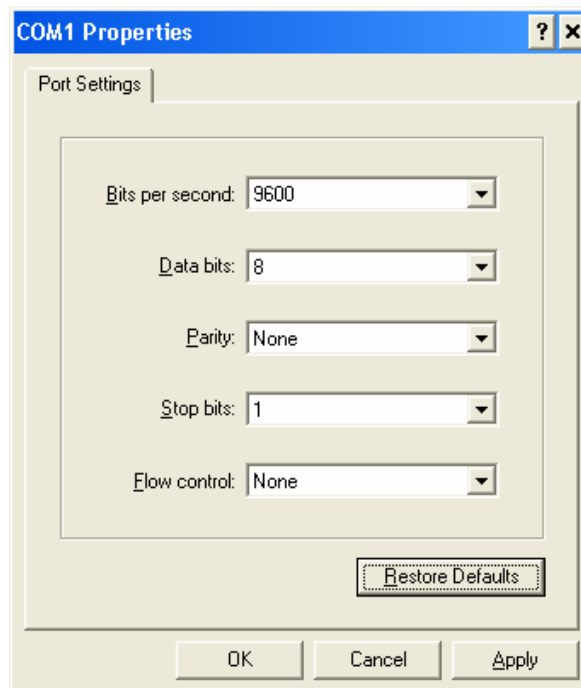 COM1 Properties
Port Settings
Bits per second: 9600
Data bits: 8
Parity: None
Stop bits: 1
Flow control: None
Restore Defaults
OK Cancel Apply